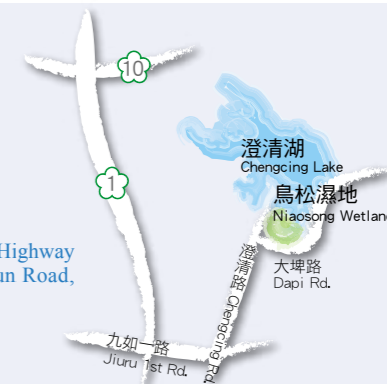 10
澄清湖
Chengcing Lake
1
鳥松濕地
Niaosong Wetland
Highway
un Road,
澄清路 Chengcing Rd.
大埤路
Dapi Rd.
九如一路
Jiuru 1st Rd.